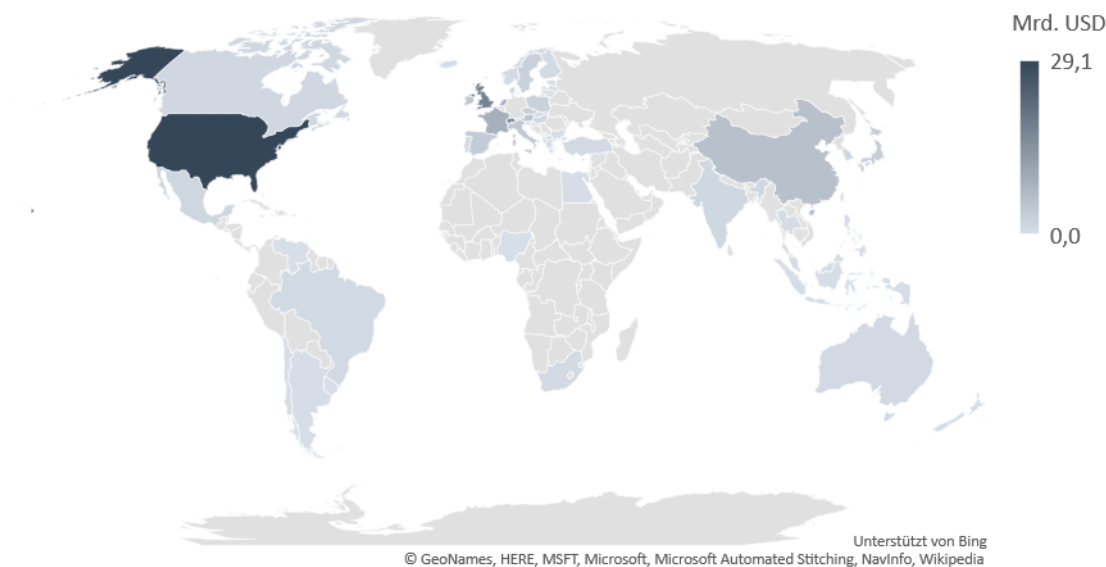 Mrd. USD
29,1
0,0
Unterstützt von Bing
© GeoNames, HERE, MSFT, Microsoft, Microsoft Automated Stitching, NavInfo, Wikipedia